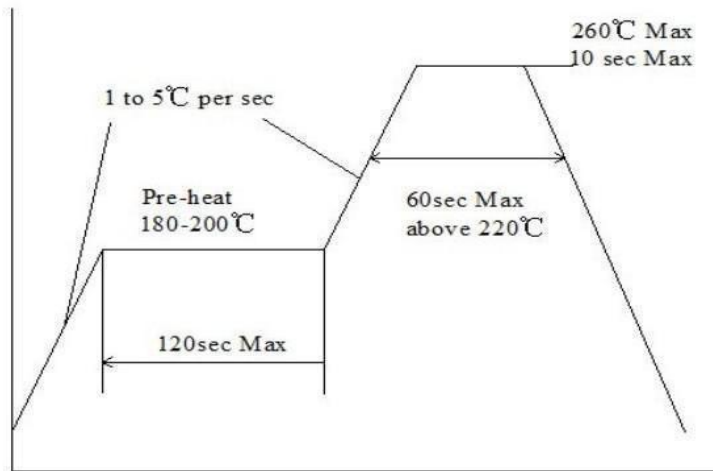 260℃ Max
10 sec Max
1 to 5℃ per sec
Pre-heat
180-200℃
60sec Max
above 220℃
120sec Max